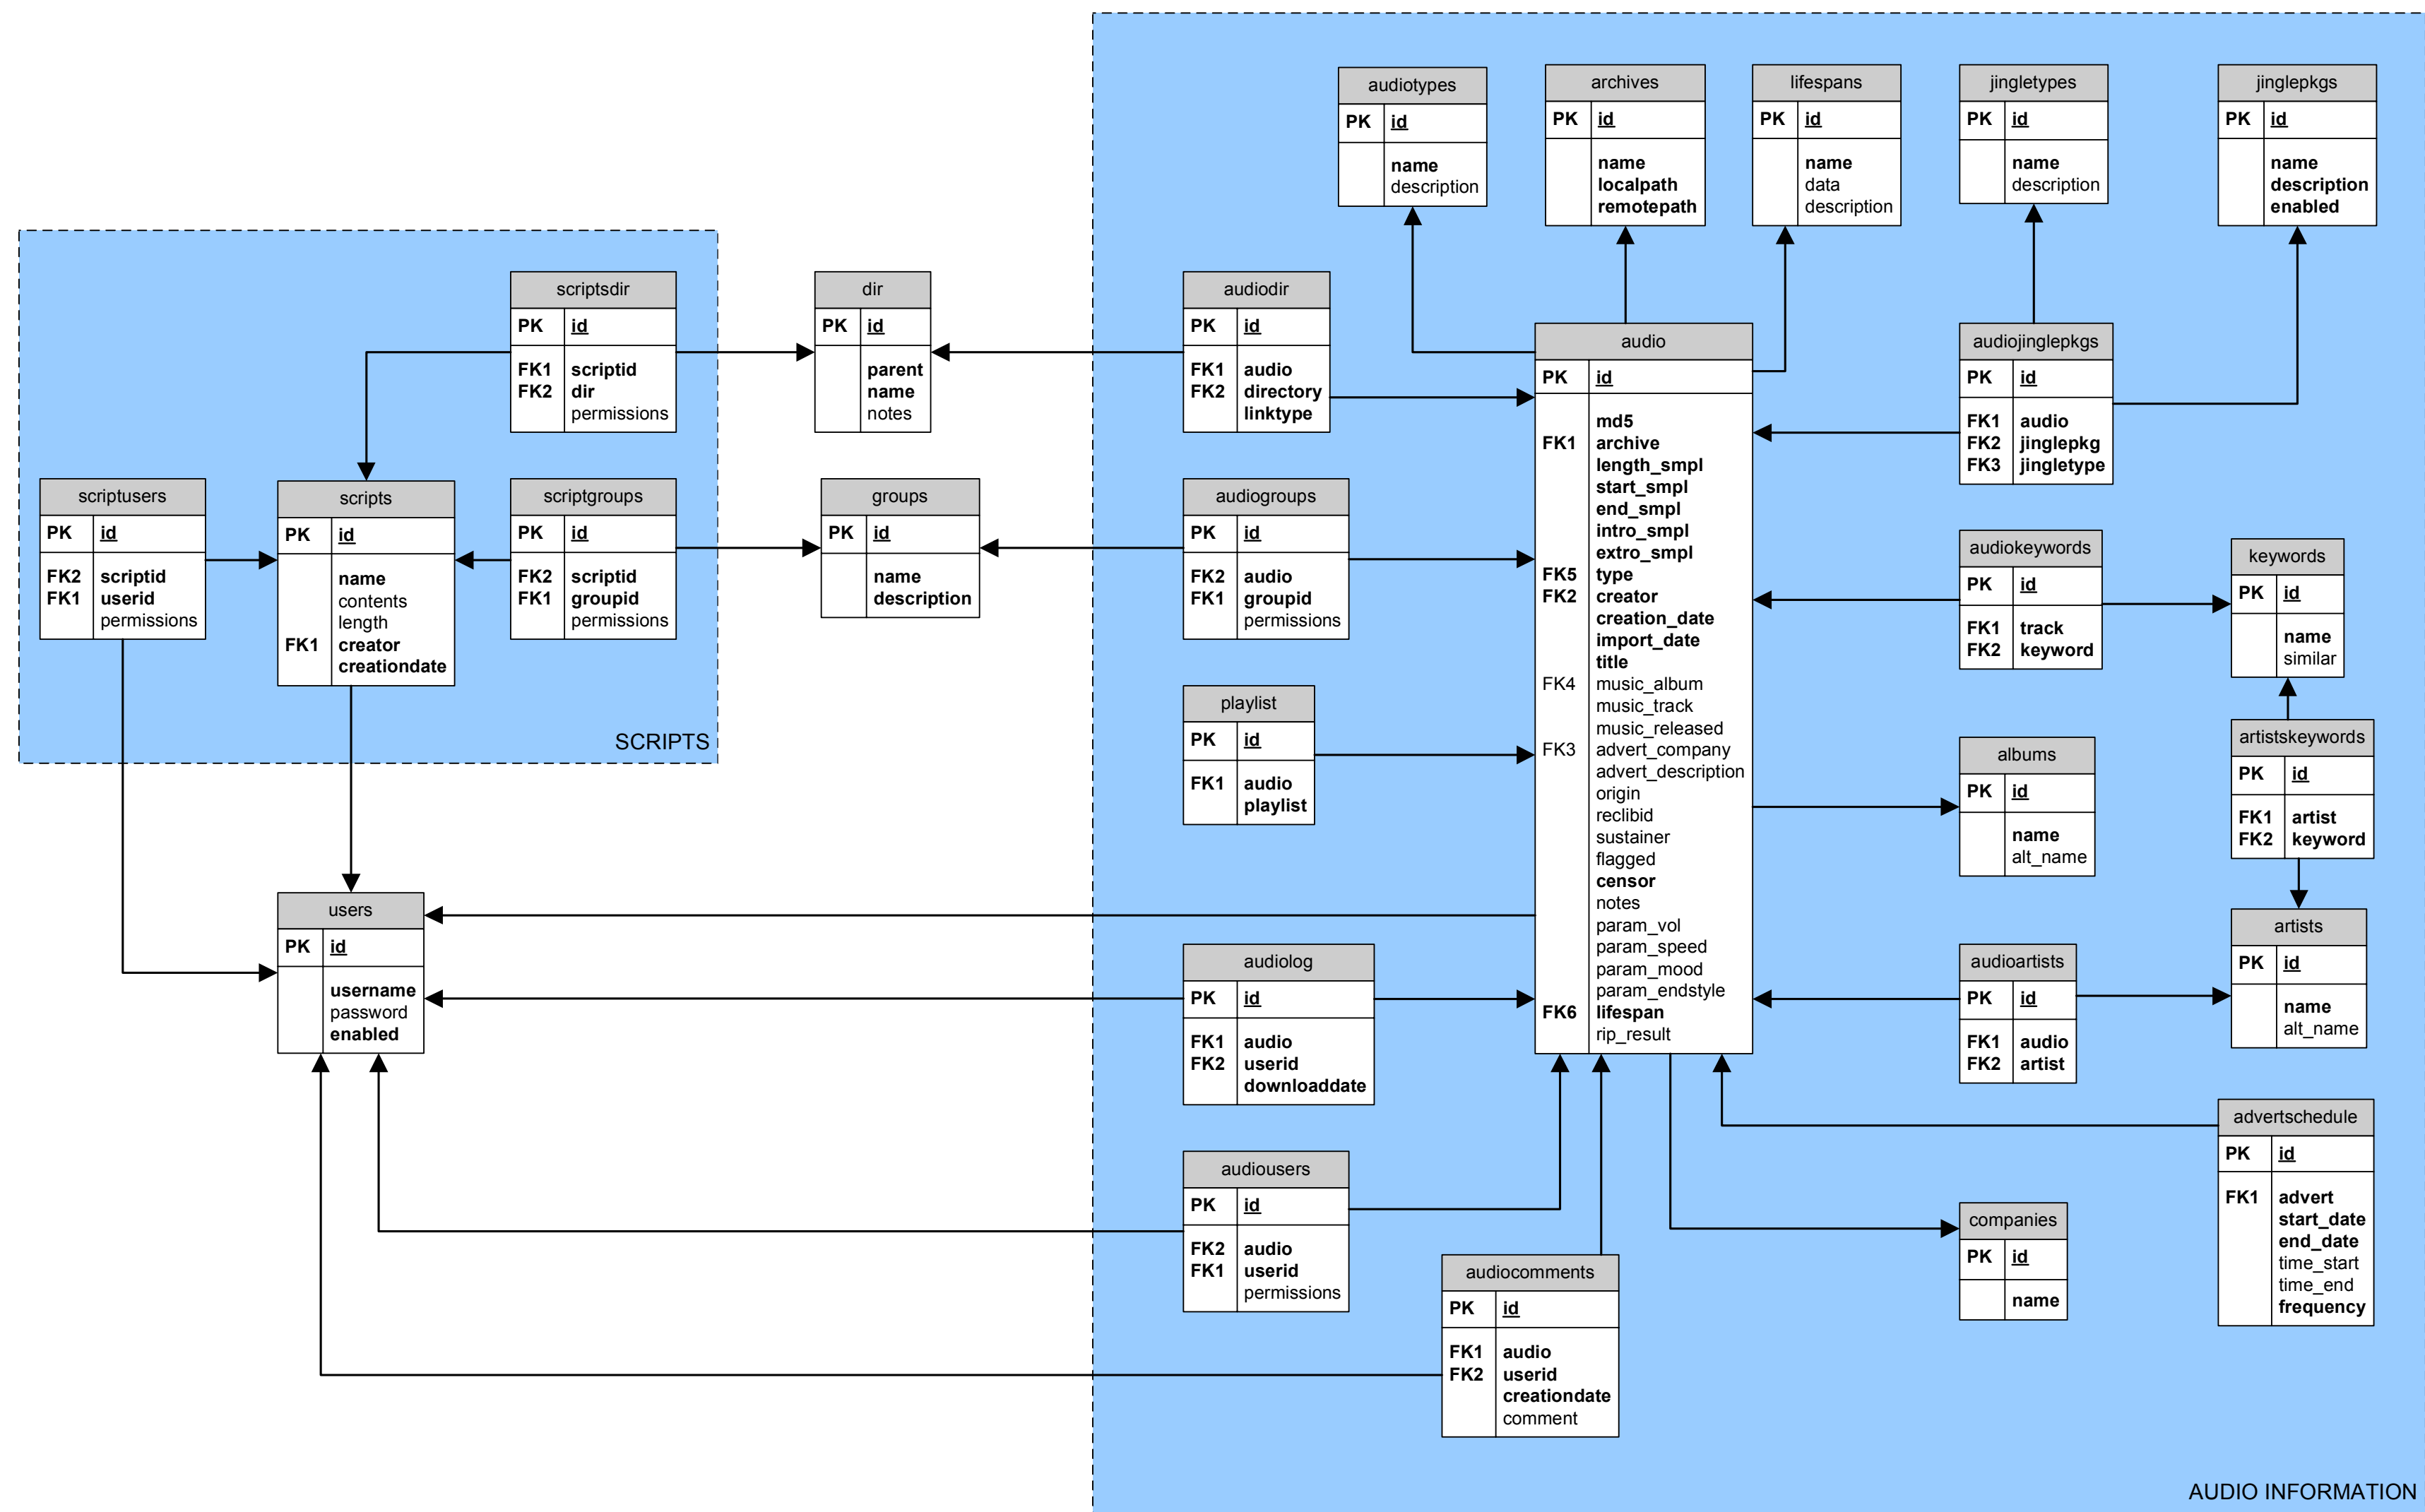 audiotypes
PK id
name
description
archives
PK id
name
localpath
remotepath
lifespans
PK id
name
data
description
jingletypes
PK id
name
description
jinglepkgs
PK id
name
description
enabled
scriptsdir
PK id
FK1 scriptid
FK2 dir
permissions
dir
PK id
parent
name
notes
audiodir
PK id
FK1 audio
FK2 directory
linktype
audio
PK id
md5
FK1 archive
length_smpl
start_smpl
end_smpl
intro_smpl
extro_smpl
FK5 type
FK2 creator
creation_date
import_date
title
FK4 music_album
music_track
music_released
FK3 advert_company
advert_description
origin
reclibid
sustainer
flagged
censor
notes
param_vol
param_speed
param_mood
param_endstyle
FK6 lifespan
rip_result
audiojinglepkgs
PK id
FK1 audio
FK2 jinglepkg
FK3 jingletype
scriptusers
PK id
FK2 scriptid
FK1 userid
permissions
scripts
PK id
name
contents
length
FK1 creator
creationdate
scriptgroups
PK id
FK2 scriptid
FK1 groupid
permissions
groups
PK id
name
description
audiogroups
PK id
FK2 audio
FK1 groupid
permissions
audiokeywords
PK id
FK1 track
FK2 keyword
keywords
PK id
name
similar
SCRIPTS
playlist
PK id
FK1 audio
playlist
albums
PK id
name
alt_name
artistskeywords
PK id
FK1 artist
FK2 keyword
users
PK id
username
password
enabled
audiolog
PK id
FK1 audio
FK2 userid
downloaddate
audioartists
PK id
FK1 audio
FK2 artist
artists
PK id
name
alt_name
audiousers
PK id
FK2 audio
FK1 userid
permissions
audiocomments
PK id
FK1 audio
FK2 userid
creationdate
comment
companies
PK id
name
advertschedule
PK id
FK1 advert
start_date
end_date
time_start
time_end
frequency
AUDIO INFORMATION